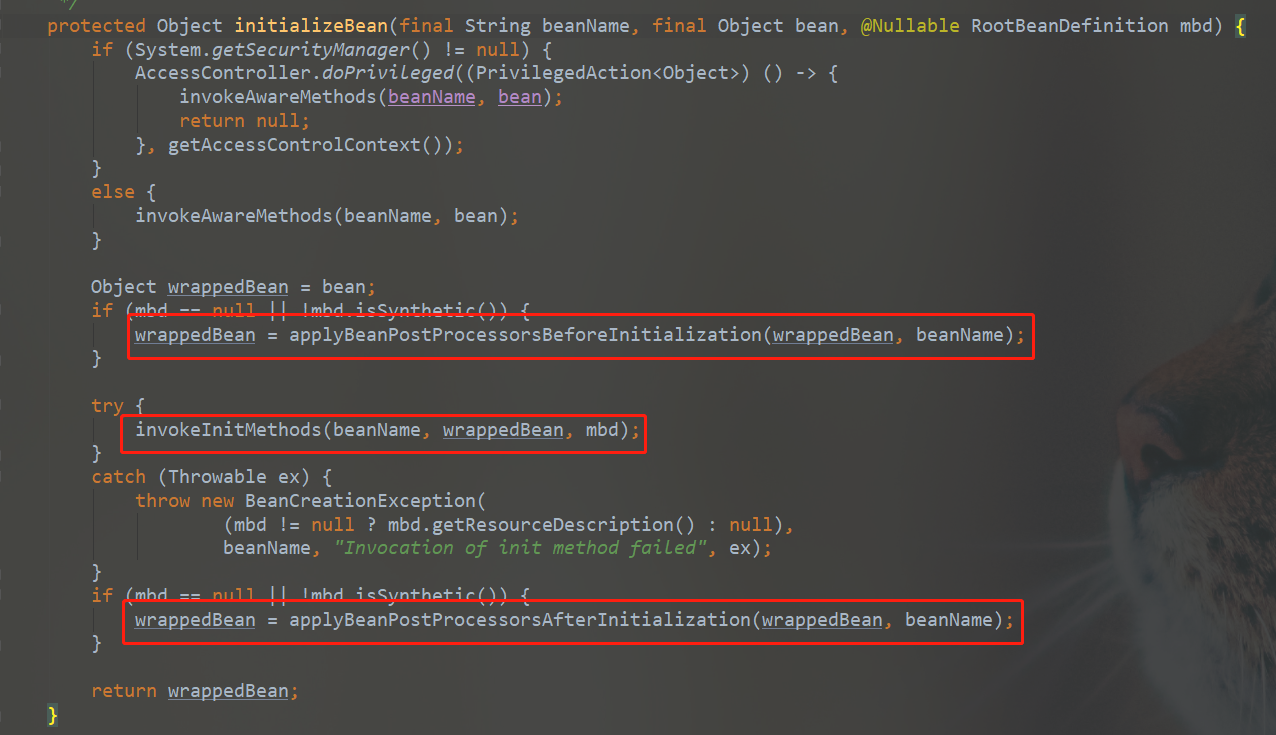 */
protected Object initializeBean(final String beanName, final Object bean, @Nullable RootBeanDefinition mbd) {
if (System.getSecurityManager() != null) {
AccessController.doPrivileged((PrivilegedAction<Object>) () -> {
invokeAwareMethods(beanName, bean);
return null;
}, getAccessControlContext());
}
else {
invokeAwareMethods(beanName, bean);
}
Object wrappedBean = bean;
if (mbd == null || !mbd.isSynthetic()) {
wrappedBean = applyBeanPostProcessorsBeforeInitialization(wrappedBean, beanName);
}
try {
invokeInitMethods(beanName, wrappedBean, mbd);
}
catch (Throwable ex) {
throw new BeanCreationException(
(mbd != null ? mbd.getResourceDescription() : null),
beanName, "Invocation of init method failed", ex);
}
if (mbd == null || !mbd.isSynthetic()) {
wrappedBean = applyBeanPostProcessorsAfterInitialization(wrappedBean, beanName);
}
return wrappedBean;
}